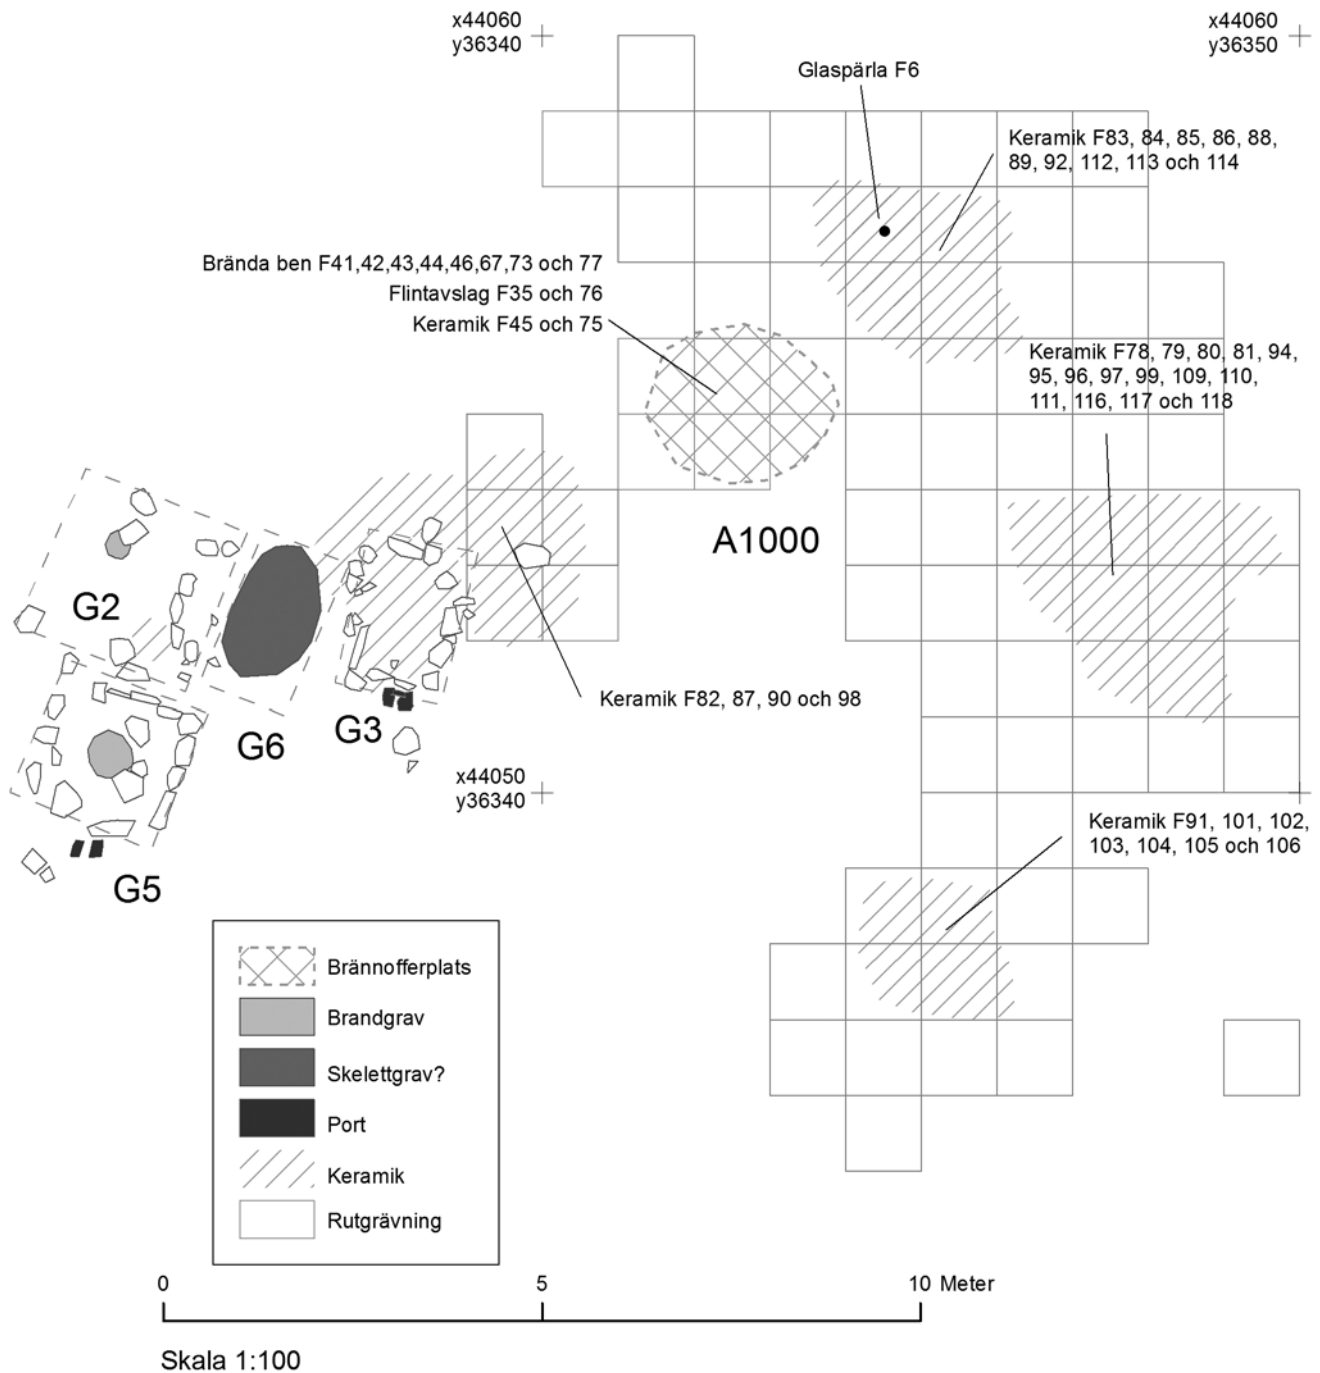 x44060
y36340
x44060
y36350
Glaspärla F6
Keramik F83, 84, 85, 86, 88,
89, 92, 112, 113 och 114
Brända ben F41,42,43,44,46,67,73 och 77
Flintavslag F35 och 76
Keramik F45 och 75
Keramik F78, 79, 80, 81, 94,
95, 96, 97, 99, 109, 110,
111, 116, 117 och 118
A1000
G2
Keramik F82, 87, 90 och 98
G3
G6
x44050
y36340
Keramik F91, 101, 102,
103, 104, 105 och 106
G5
Brännofferplats
Brandgrav
Skelettgrav?
Port
Keramik
Rutgrävning
0 5 10 Meter
Skala 1:100